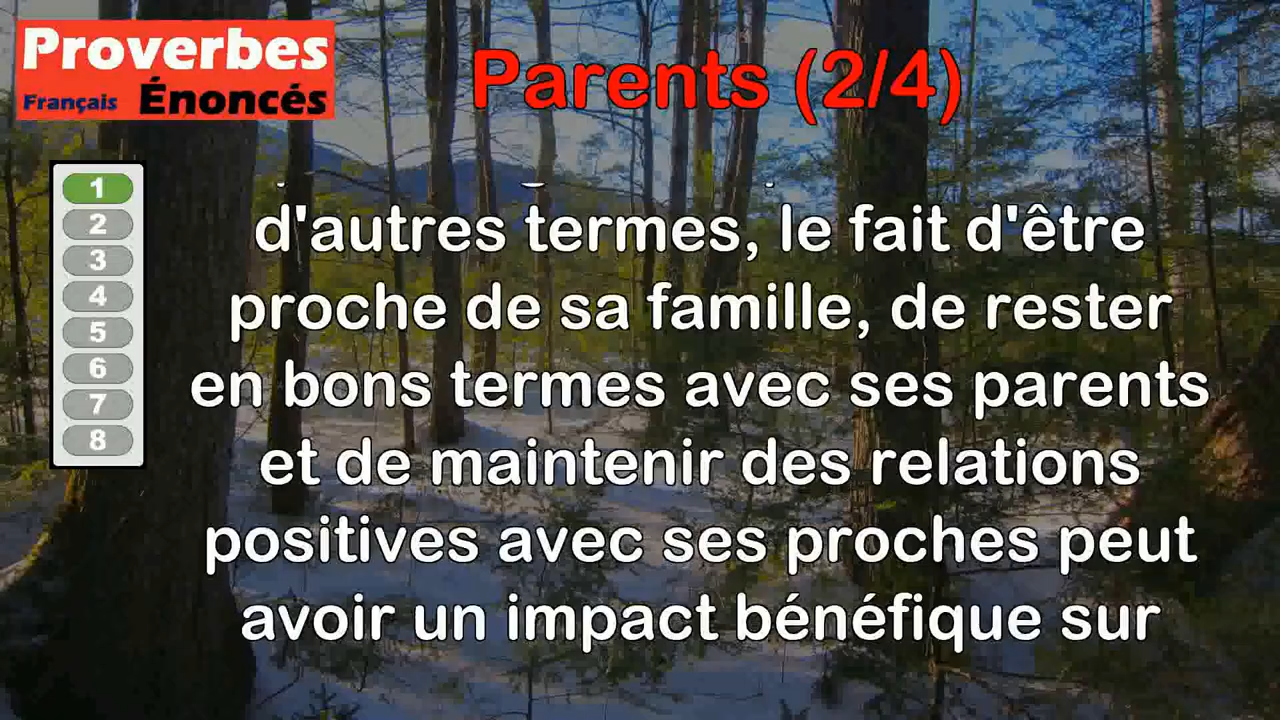 Proverbes
Français Énoncés
Parents (2/4)
1
2
3
4
5
6
7
8
d'autres termes, le fait d'être
proche de sa famille, de rester
en bons termes avec ses parents
et de maintenir des relations
positives avec ses proches peut
avoir un impact bénéfique sur